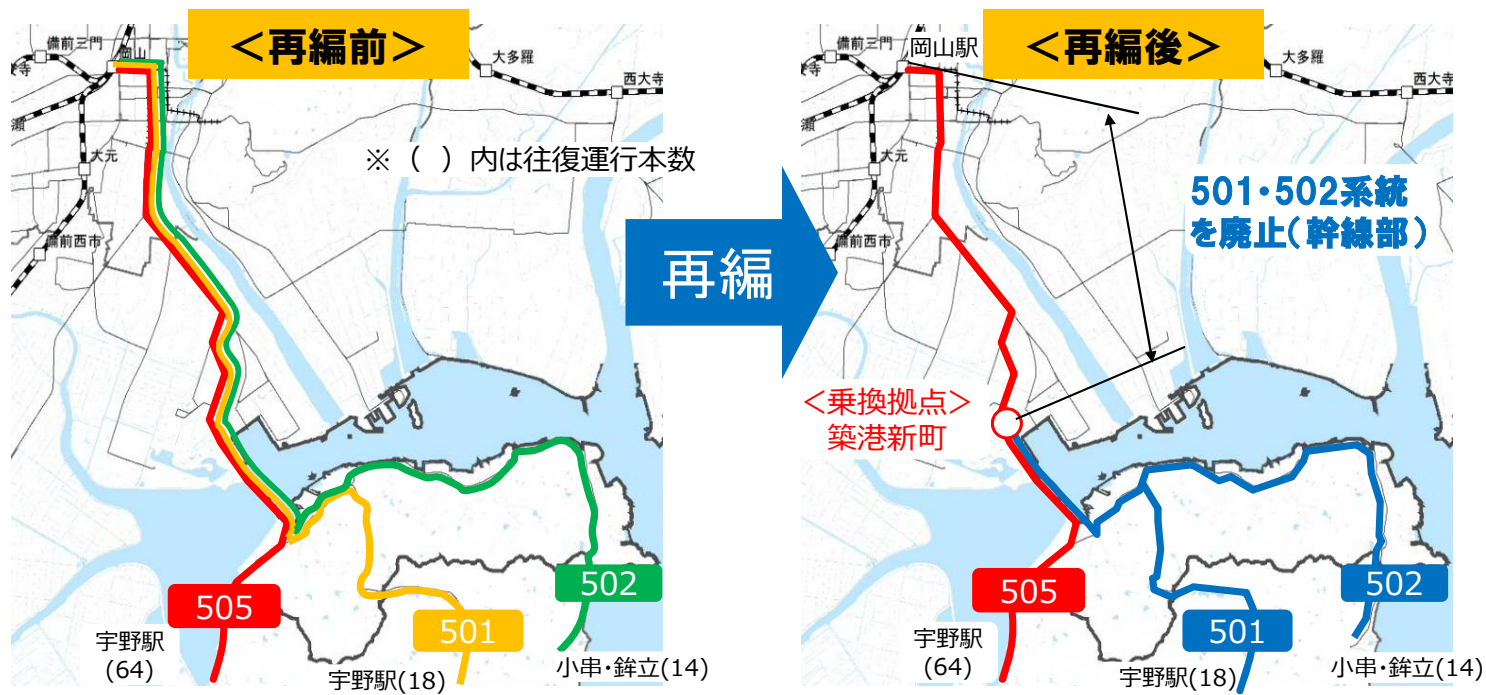 ＜再編前＞
備前三門
岡山
大多羅
西大寺
大元
備前西市
※（ ）内は往復運行本数
505
501
502
宇野駅
(64)
宇野駅(18)
小串・鉾立(14)
再編
＜再編後＞
備前三門
岡山駅
大多羅
西大寺
大元
備前西市
501・502系統
を廃止（幹線部）
＜乗換拠点＞
築港新町
505
501
502
宇野駅
(64)
宇野駅(18)
小串・鉾立(14)